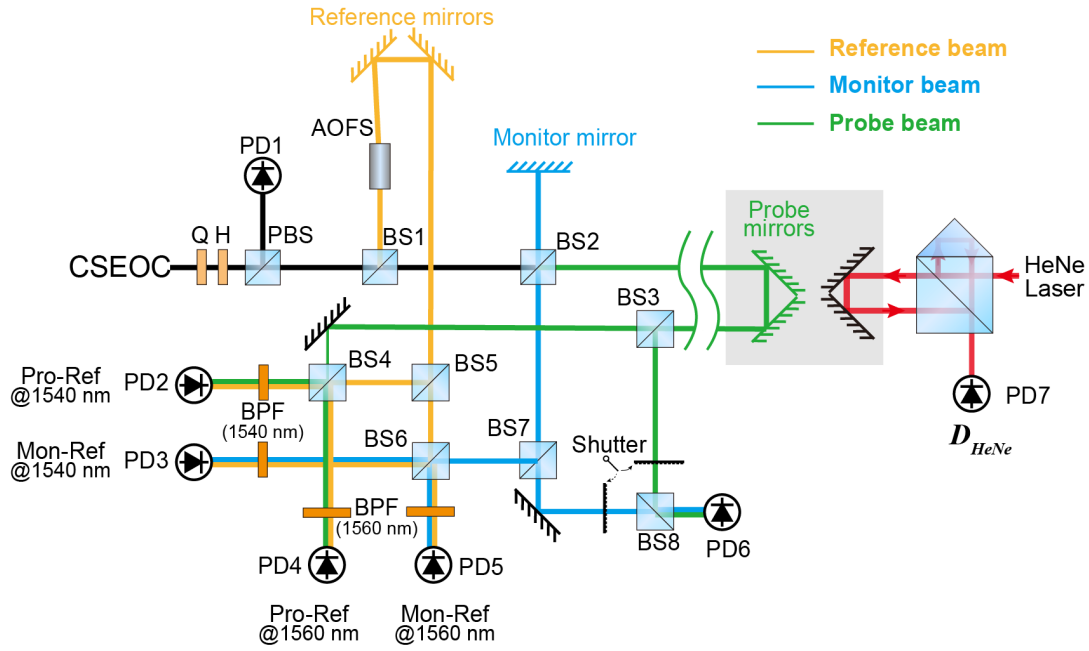 Reference mirrors
Reference beam
Monitor beam
Probe beam
AOFS
Monitor mirror
PD1
Q H
PBS
BS1
BS2
Probe
mirrors
CSEOC
HeNe
Laser
BS3
BS4
BS5
Pro-Ref
@1540 nm
PD2
BPF
(1540 nm)
PD7
D_HeNe
Mon-Ref
@1540 nm
PD3
BS6
BS7
Shutter
BPF
(1560 nm)
BS8
PD6
PD4
PD5
Pro-Ref
@1560 nm
Mon-Ref
@1560 nm